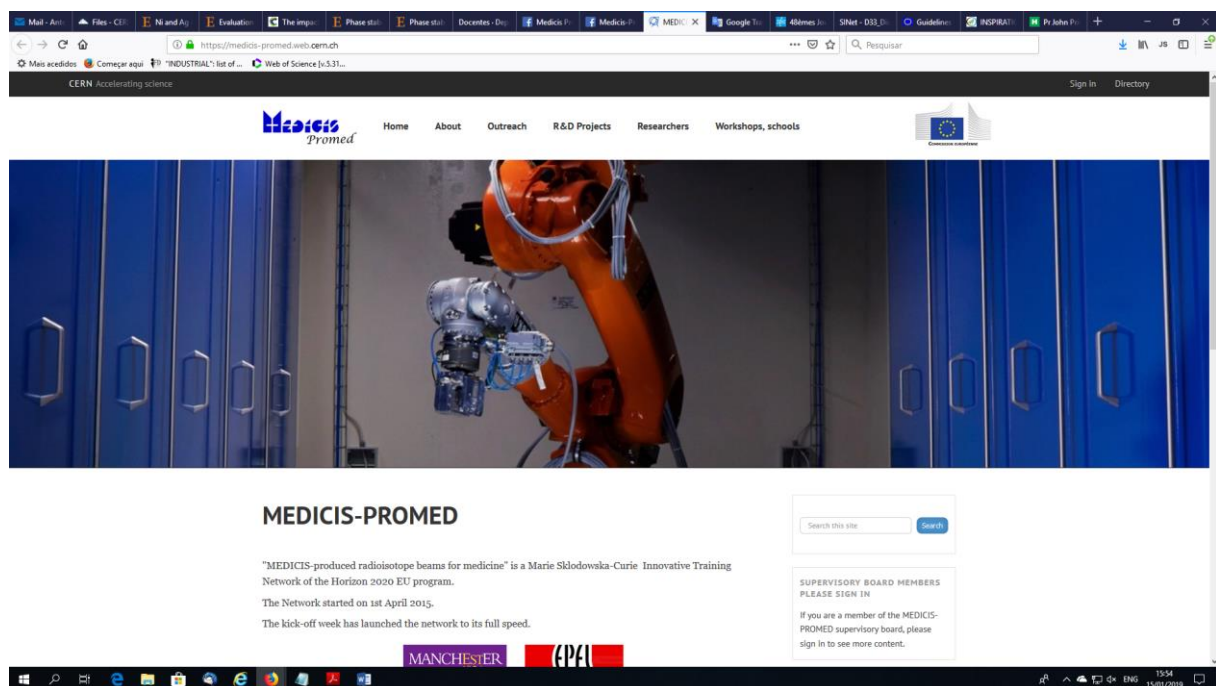 Mail - Ant
Files - CER
Ni and Ag
Evaluation
The impac
Phase stab
Phase stab
Docentes - Dep
Medicis Pr
Medicis-P
MEDIC
Google Tra
48èmes Jo
SINet - D33_De
Guideline
INSPIRATI
Pr John Po
https://medicis-promed.web.cern.ch
Pesquisar
Mais acedidos
Começar aqui
"INDUSTRIAL": list of ...
Web of Science [v.5.31...
CERN Accelerating science
Sign in
Directory
MEDICIS
Promed
Home
About
Outreach
R&D Projects
Researchers
Workshops, schools
Commission européenne
MEDICIS-PROMED
"MEDICIS-produced radioisotope beams for medicine" is a Marie Sklodowska-Curie Innovative Training
Network of the Horizon 2020 EU program.
The Network started on 1st April 2015.
The kick-off week has launched the network to its full speed.
MANCHESTER
EPFL
Search this site
Search
SUPERVISORY BOARD MEMBERS
PLEASE SIGN IN
If you are a member of the MEDICIS-
PROMED supervisory board, please
sign in to see more content.
ENG
15:54
15/01/2019